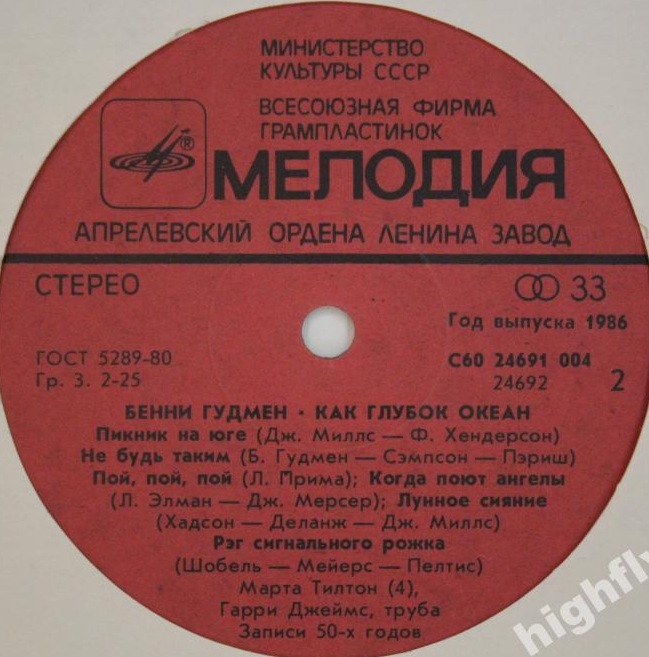 МИНИСТЕРСТВО
КУЛЬТУРЫ СССР
ВСЕСОЮЗНАЯ ФИРМА
ГРАМПЛАСТИНОК
®
МЕЛОДИЯ
АПРЕЛЕВСКИЙ ОРДЕНА ЛЕНИНА ЗАВОД
СТЕРЕО
33
Год выпуска 1986
ГОСТ 5289-80
Гр. 3. 2-25
С60 24691 004
24692
2
БЕННИ ГУДМЕН · КАК ГЛУБОК ОКЕАН
Пикник на юге (Дж. Миллс — Ф. Хендерсон)
Не будь таким (Б. Гудмен — Сэмпсон — Пэриш)
Пой, пой, пой (Л. Прима); Когда поют ангелы
(Л. Элман — Дж. Мерсер); Лунное сияние
(Хадсон — Деланж — Дж. Миллс)
Рэг сигнального рожка
(Шобель — Мейерс — Пелтис)
Марта Тилтон (4),
Гарри Джеймс, труба
Записи 50-х годов
highfly